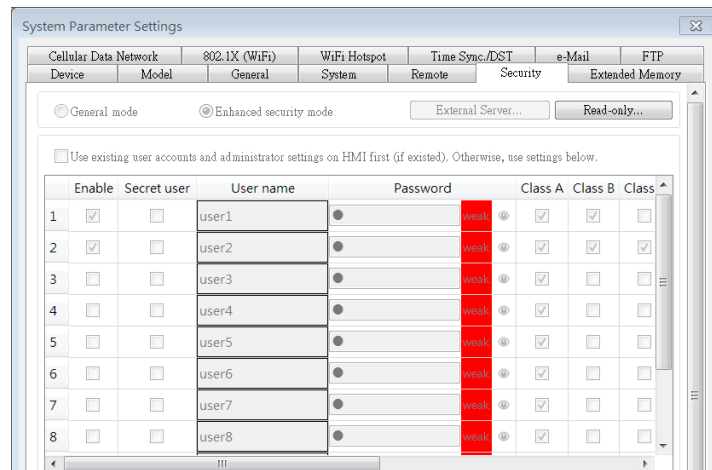 System Parameter Settings
Cellular Data Network 802.1X (WiFi) WiFi Hotspot Time Sync./DST e-Mail FTP
Device Model General System Remote Security Extended Memory
General mode Enhanced security mode External Server... Read-only...
Use existing user accounts and administrator settings on HMI first (if existed). Otherwise, use settings below.
Enable Secret user User name Password Class A Class B Class
1 user1 weak
2 user2 weak
3 user3 weak
4 user4 weak
5 user5 weak
6 user6 weak
7 user7 weak
8 user8 weak